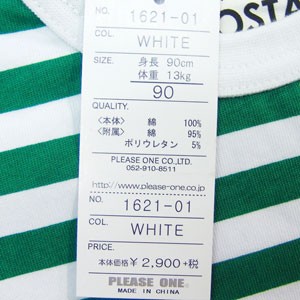 OSTA
NO. 1621-01
COL. WHITE
SIZE. 身長 90cm
体重 13kg
90
QUALITY.
〈本体〉 綿 100%
〈附属〉 綿 95%
ポリウレタン 5%
PLEASE ONE CO.,LTD.
052-910-8511
http://www.please-one.co.jp
NO. 1621-01
COL. WHITE
PRICE.
本体価格 ¥2,900+税
PLEASE ONE.
MADE IN CHINA